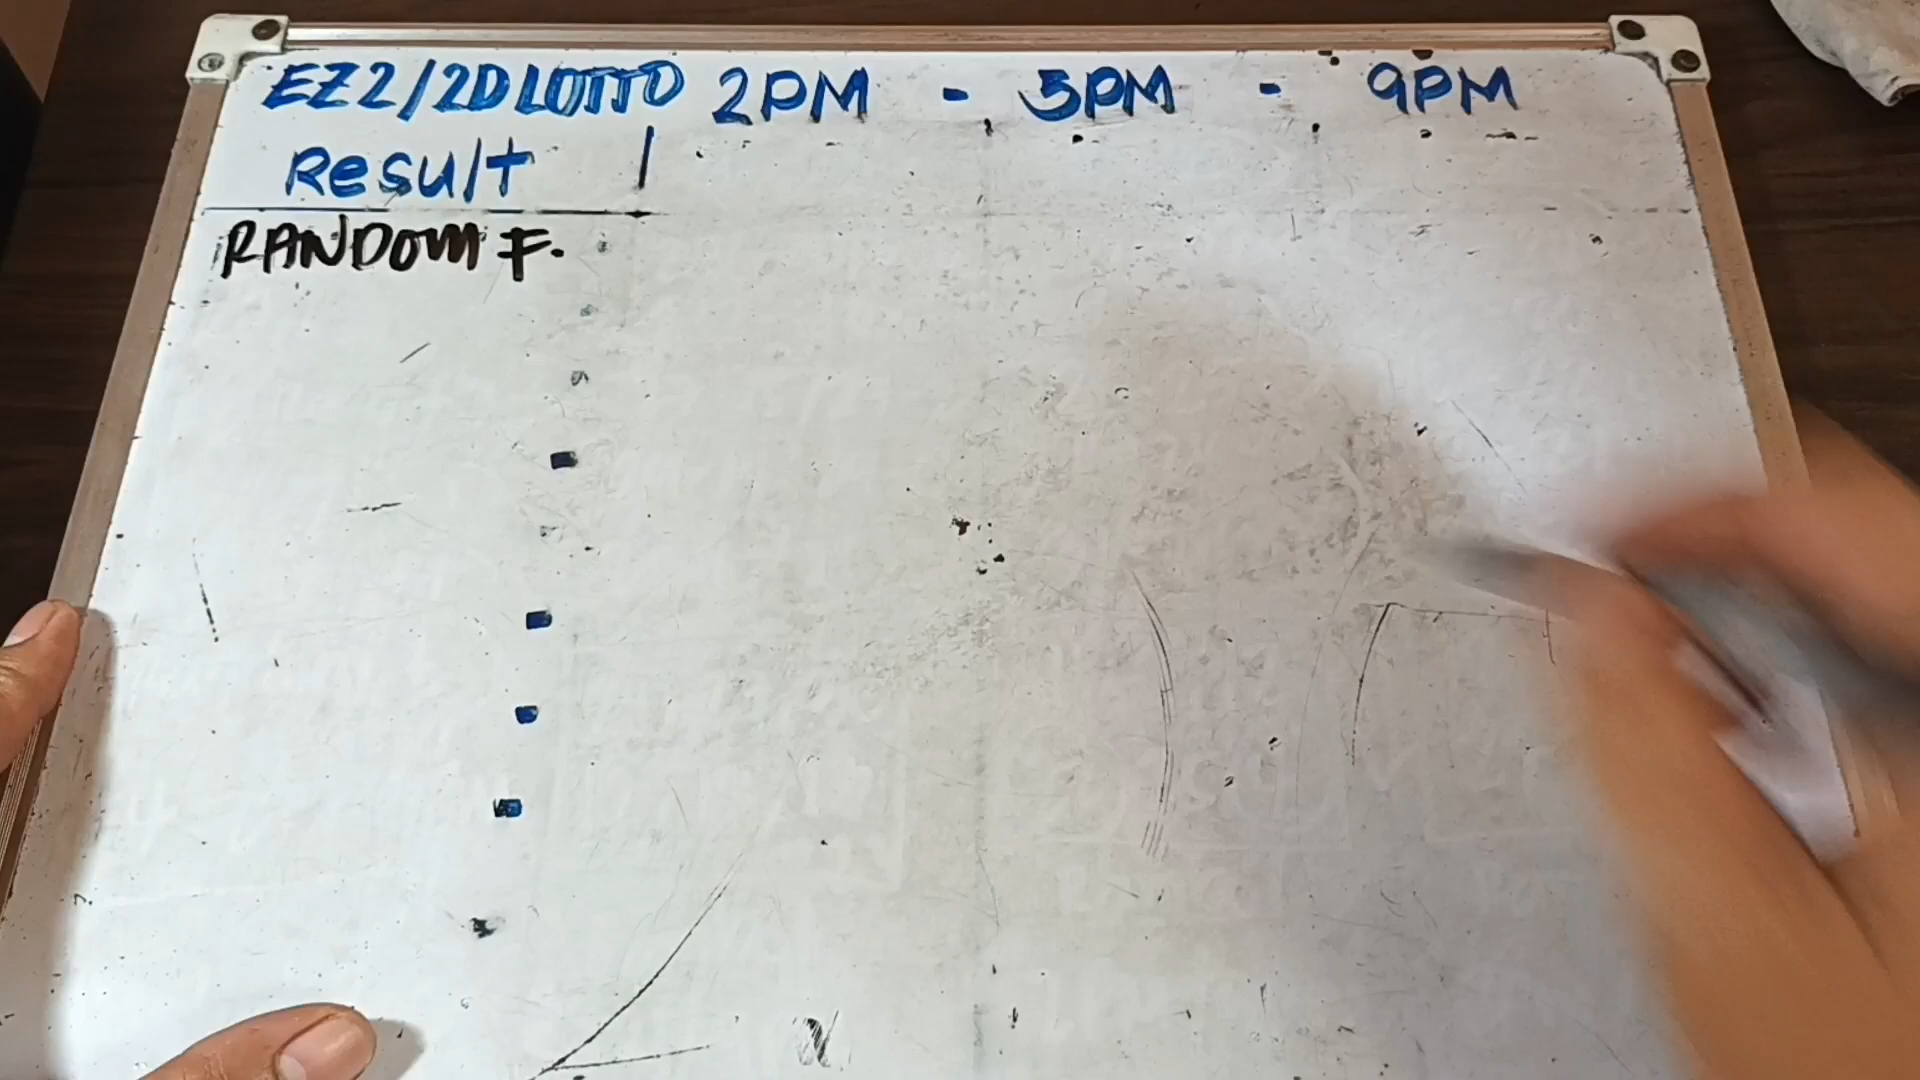 EZ2/2D LOTTO 2PM - 5PM - 9PM
Result |
RANDOM F.